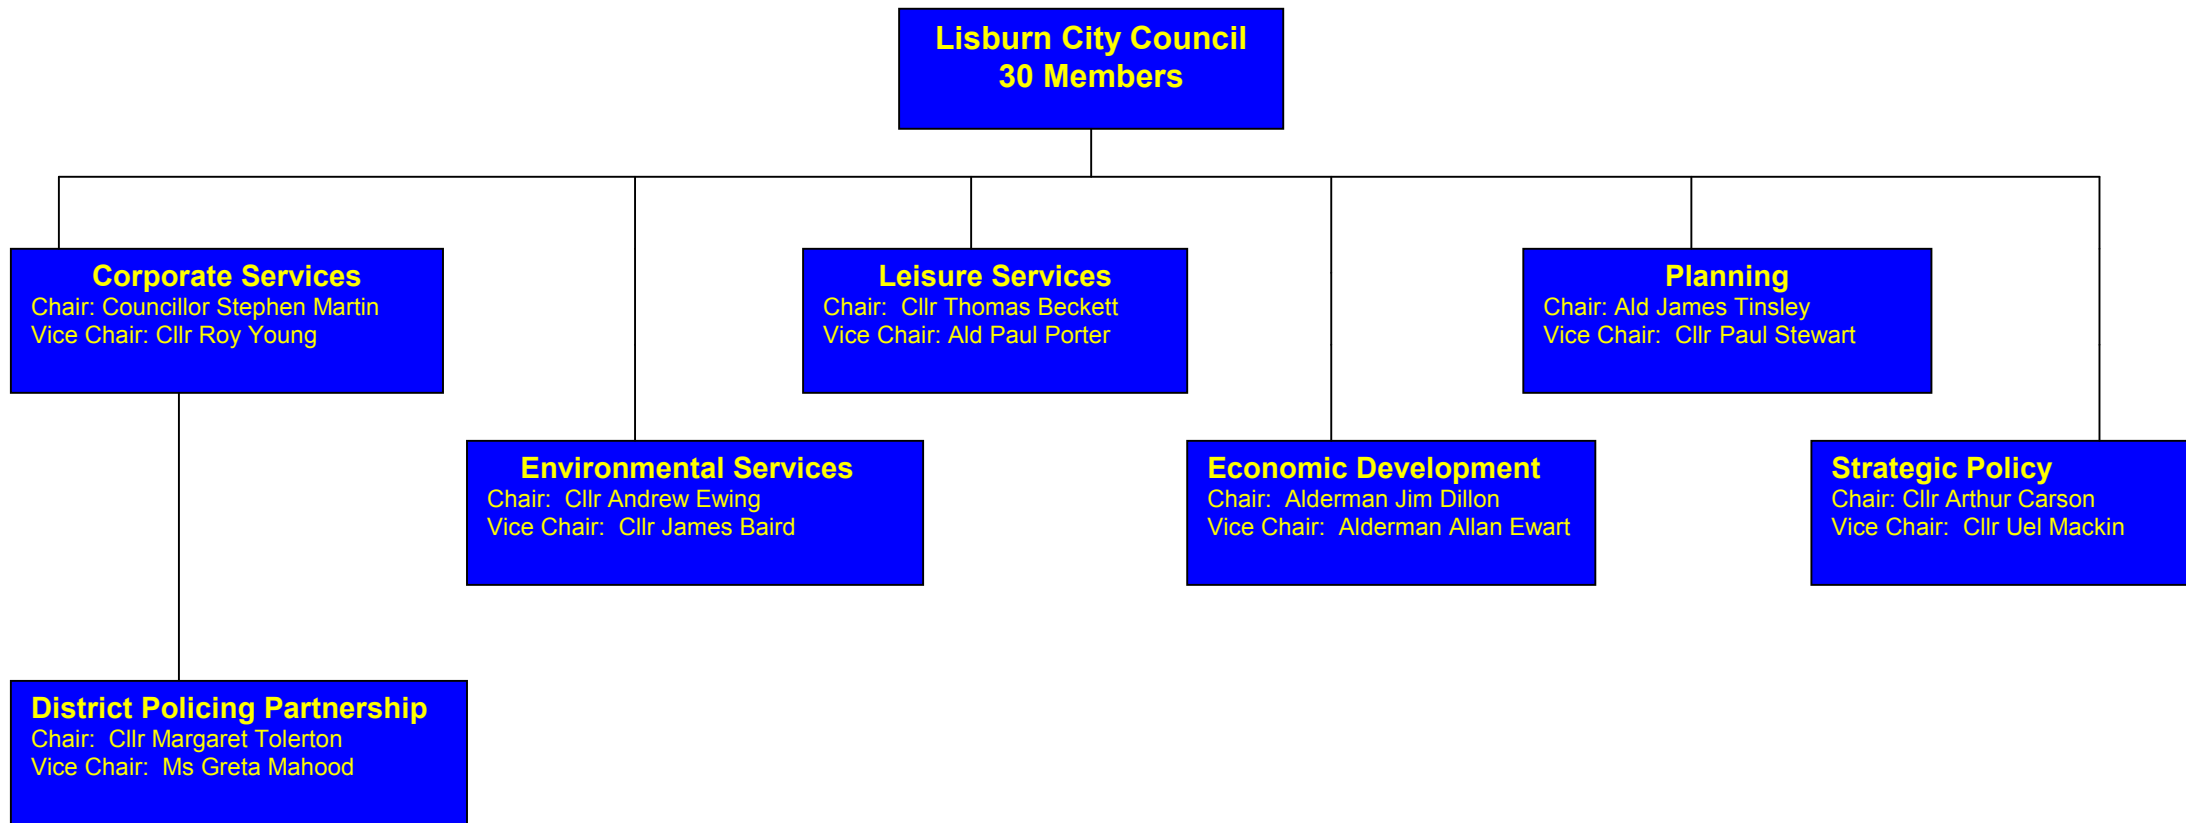 Lisburn City Council
30 Members
Corporate Services
Chair: Councillor Stephen Martin
Vice Chair: Cllr Roy Young
Leisure Services
Chair:  Cllr Thomas Beckett
Vice Chair: Ald Paul Porter
Planning
Chair: Ald James Tinsley
Vice Chair:  Cllr Paul Stewart
Environmental Services
Chair:  Cllr Andrew Ewing
Vice Chair:  Cllr James Baird
Economic Development
Chair:  Alderman Jim Dillon
Vice Chair:  Alderman Allan Ewart
Strategic Policy
Chair: Cllr Arthur Carson
Vice Chair:  Cllr Uel Mackin
District Policing Partnership
Chair:  Cllr Margaret Tolerton
Vice Chair:  Ms Greta Mahood